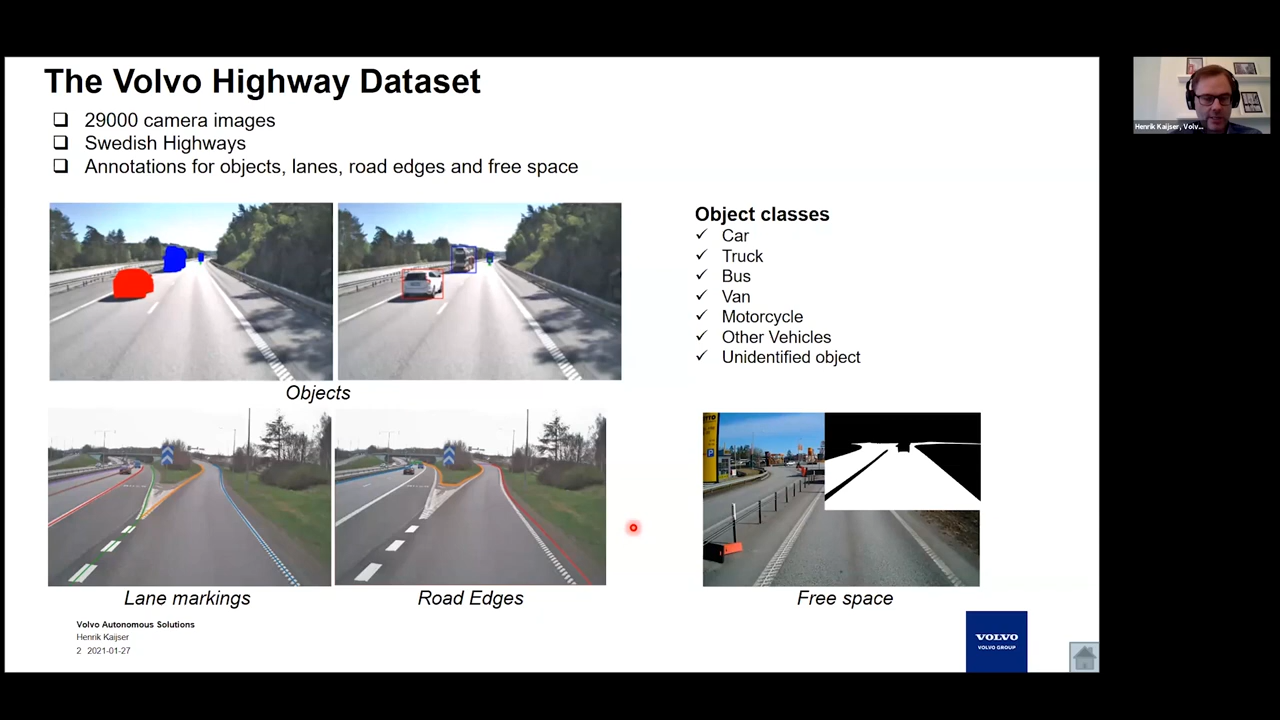 The Volvo Highway Dataset
29000 camera images
Swedish Highways
Annotations for objects, lanes, road edges and free space
Objects
Object classes
Car
Truck
Bus
Van
Motorcycle
Other Vehicles
Unidentified object
Lane markings
Road Edges
Free space
Volvo Autonomous Solutions
Henrik Kaijser
2 2021-01-27
VOLVO
VOLVO GROUP
Henrik Kaijser, Volv...